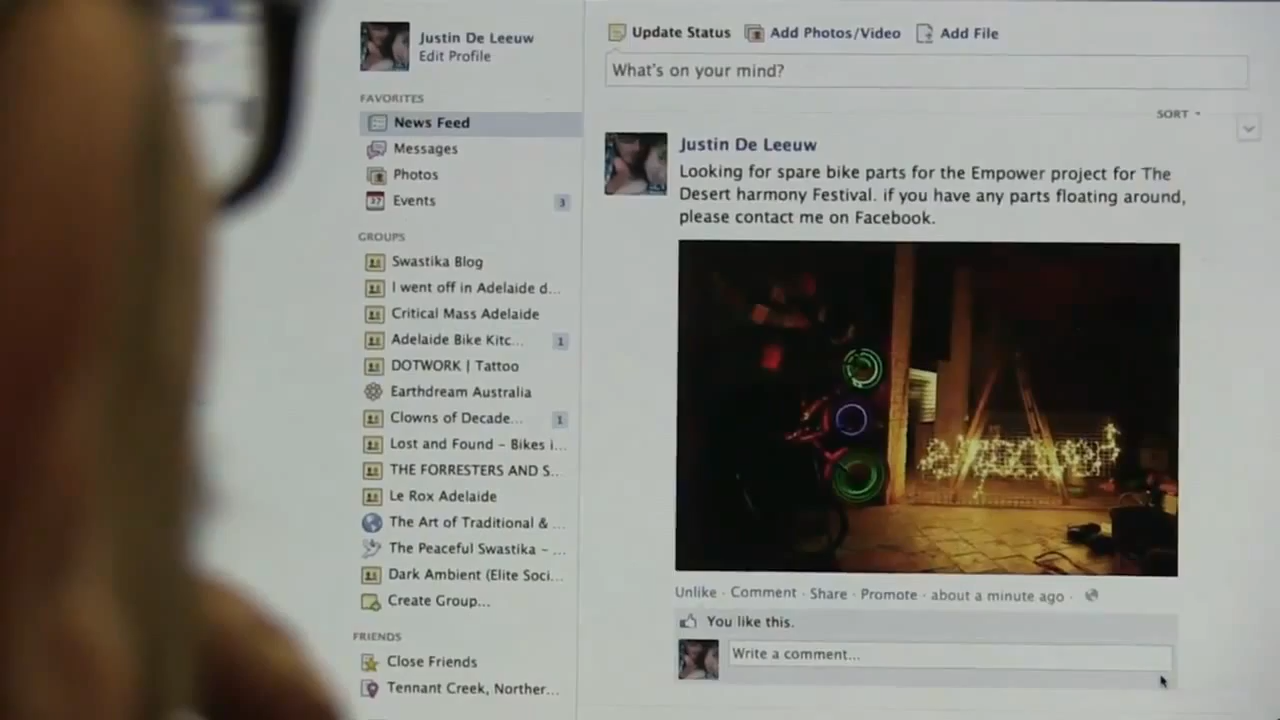 Justin De Leeuw
Edit Profile
FAVORITES
News Feed
Messages
Photos
Events 3
GROUPS
Swastika Blog
I went off in Adelaide d...
Critical Mass Adelaide
Adelaide Bike Kitc... 1
DOTWORK | Tattoo
Earthdream Australia
Clowns of Decade... 1
Lost and Found – Bikes i...
THE FORRESTERS AND S...
Le Rox Adelaide
The Art of Traditional & ...
The Peaceful Swastika – ...
Dark Ambient (Elite Soci...
Create Group...
FRIENDS
Close Friends
Tennant Creek, Norther...
Update Status Add Photos/Video Add File
What's on your mind?
SORT
Justin De Leeuw
Looking for spare bike parts for the Empower project for The
Desert harmony Festival. if you have any parts floating around,
please contact me on Facebook.
Unlike · Comment · Share · Promote · about a minute ago ·
You like this.
Write a comment...